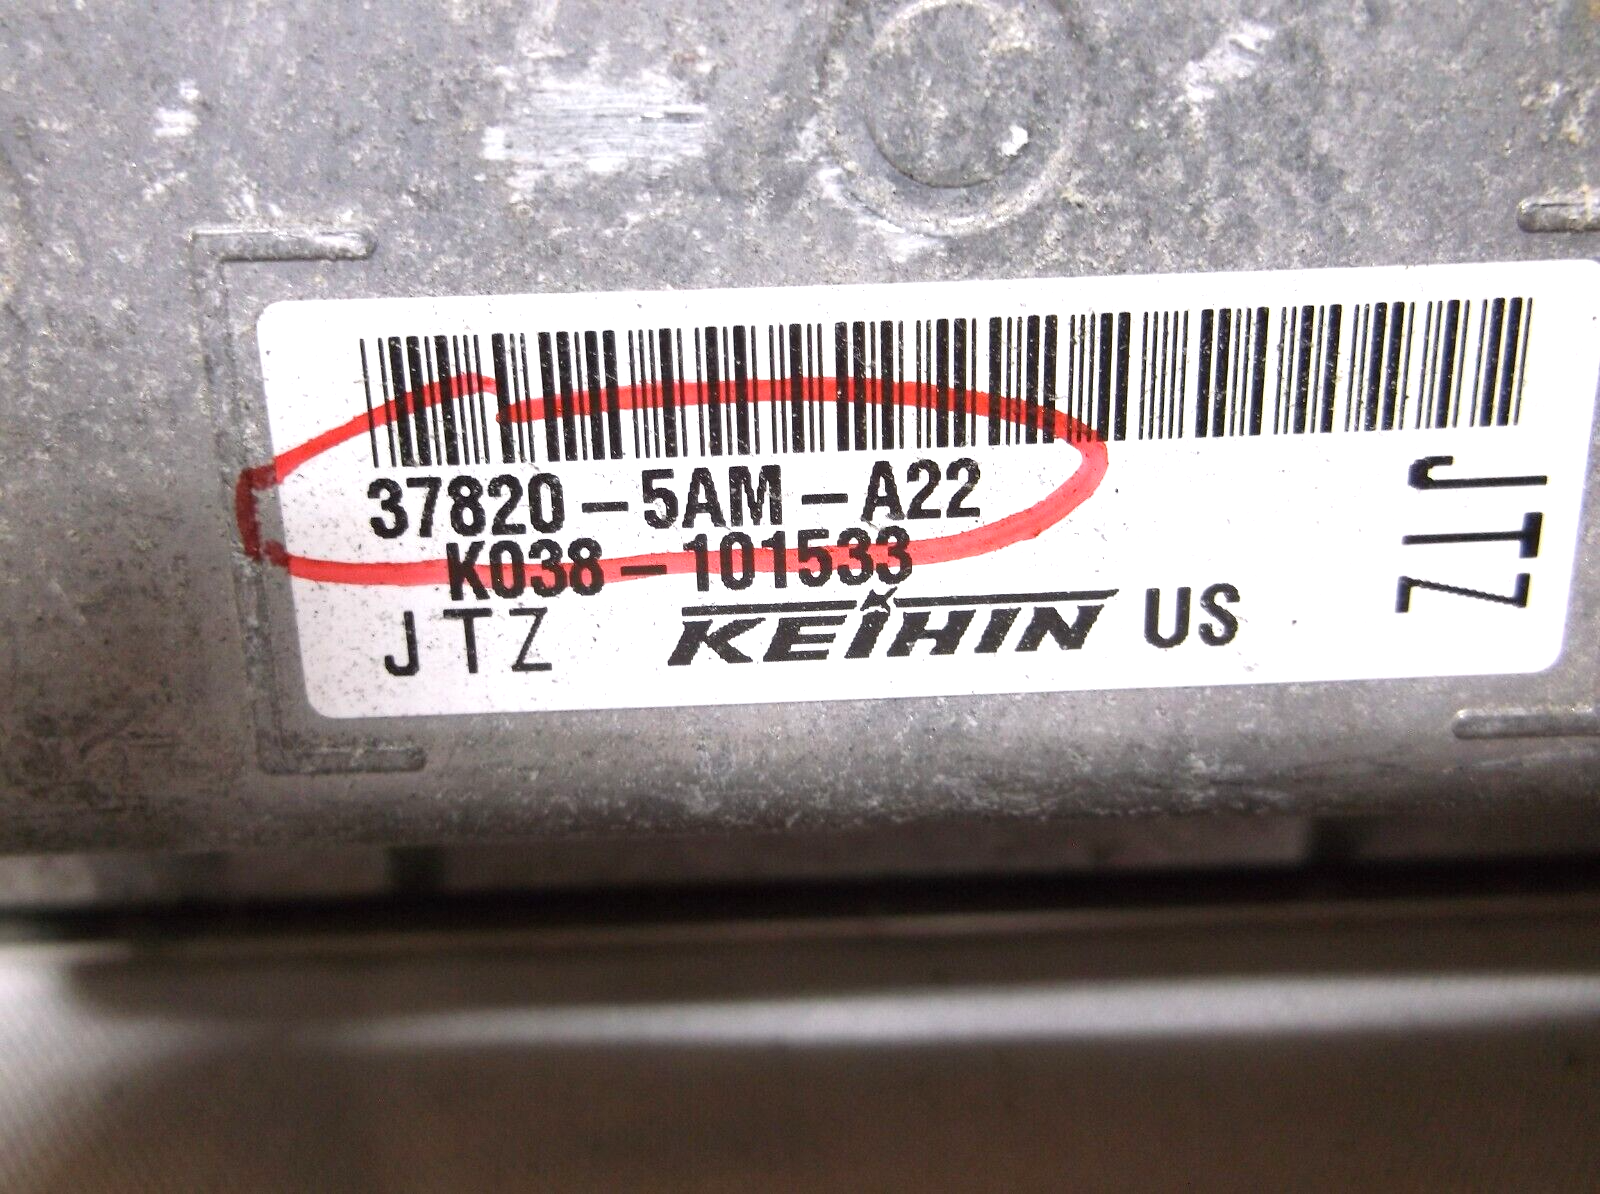 37820-5AM-A22
K038-101533
JTZ KEIHIN US
JTZ